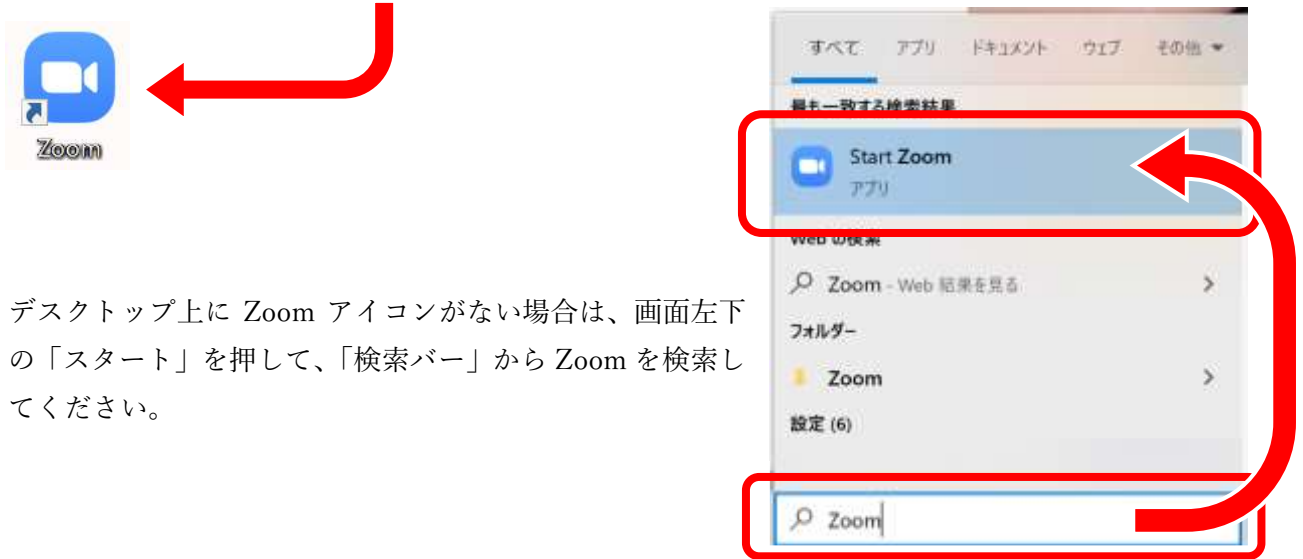 Zoom
デスクトップ上に Zoom アイコンがない場合は、画面左下
の「スタート」を押して、「検索バー」から Zoom を検索し
てください。
すべて アプリ ドキュメント ウェブ その他
最も一致する検索結果
Start Zoom
アプリ
Web の検索
Zoom - Web 結果を見る
フォルダー
Zoom
設定 (6)
Zoom